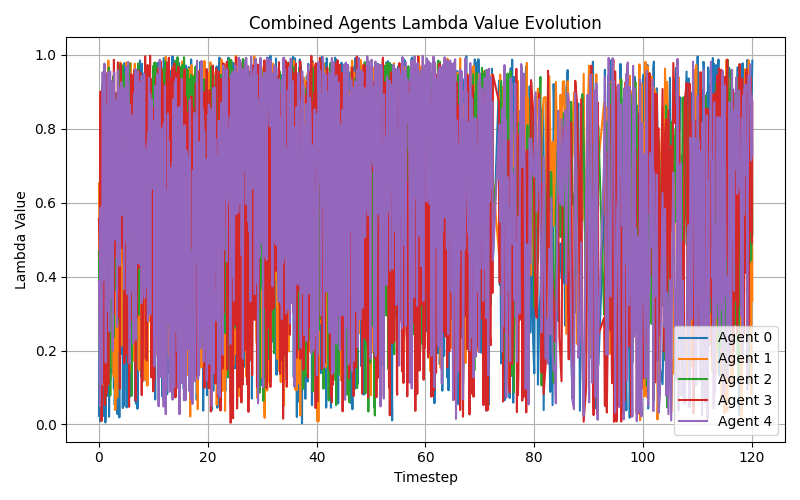 Combined Agents Lambda Value Evolution
1.0
0.8
0.6
0.4
0.2
0.0
Lambda Value
Agent 0
Agent 1
Agent 2
Agent 3
Agent 4
0 20 40 60 80 100 120
Timestep